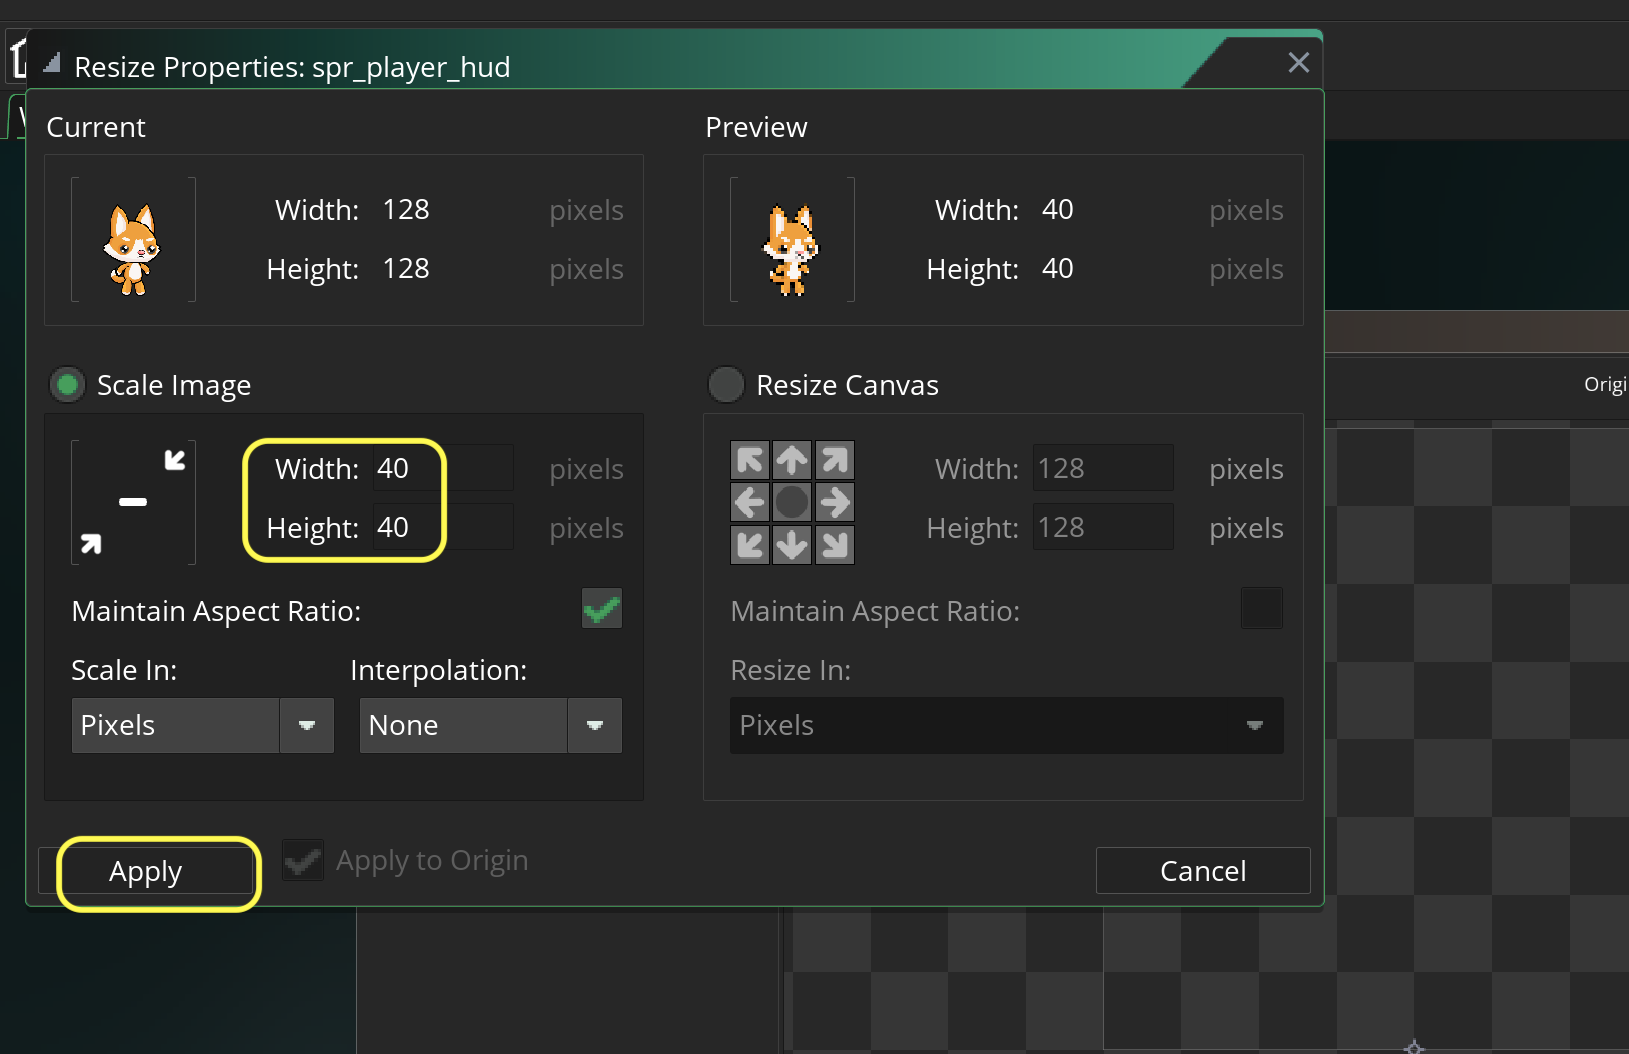 Resize Properties: spr_player_hud
Current
Width: 128 pixels
Height: 128 pixels
Preview
Width: 40 pixels
Height: 40 pixels
Scale Image
Width: 40 pixels
Height: 40 pixels
Maintain Aspect Ratio:
Scale In:
Pixels
Interpolation:
None
Resize Canvas
Width: 128 pixels
Height: 128 pixels
Maintain Aspect Ratio:
Resize In:
Pixels
Apply
Apply to Origin
Cancel
Origi